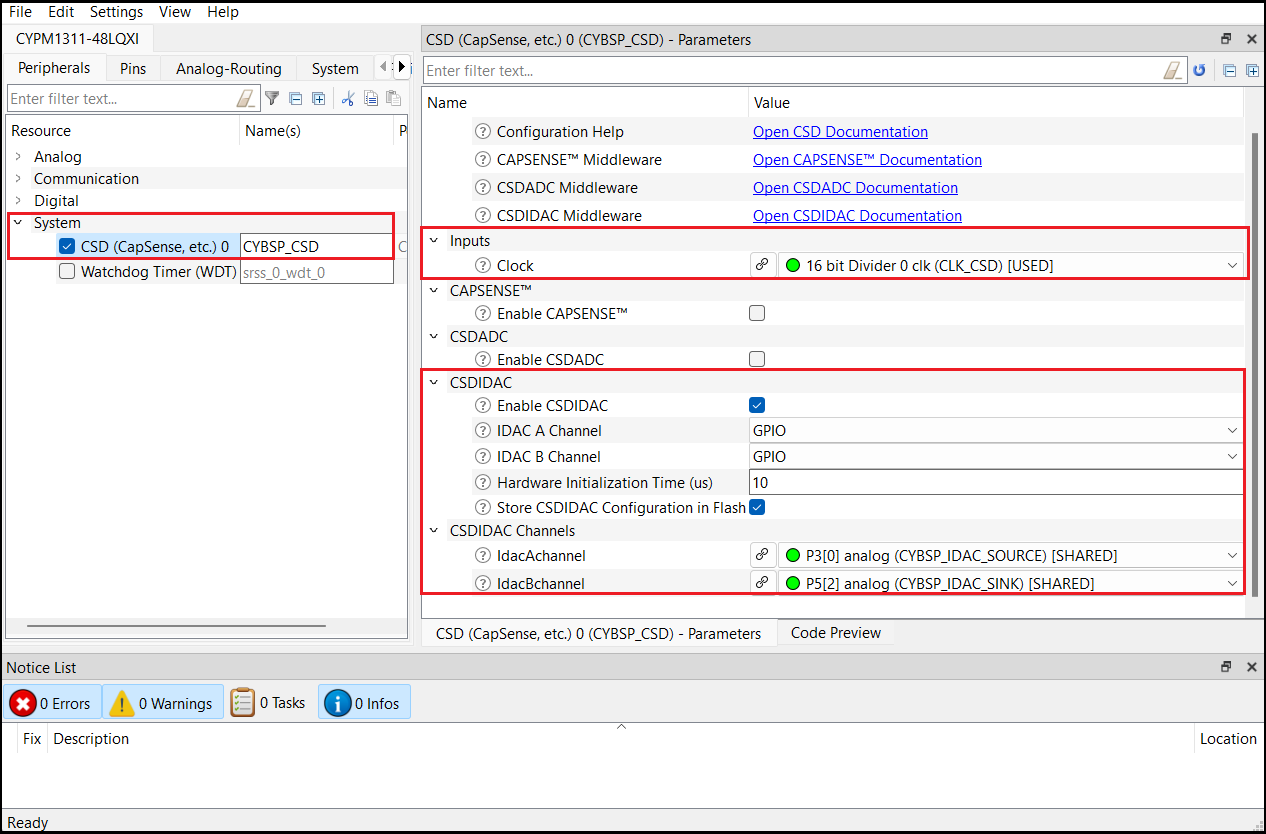 File Edit Settings View Help
CYPM1311-48LQXI
Peripherals Pins Analog-Routing System
Enter filter text...
Resource Name(s) P
Analog
Communication
Digital
System
CSD (CapSense, etc.) 0 CYBSP_CSD C
Watchdog Timer (WDT) srss_0_wdt_0
CSD (CapSense, etc.) 0 (CYBSP_CSD) - Parameters
Enter filter text...
Name Value
Configuration Help Open CSD Documentation
CAPSENSE™ Middleware Open CAPSENSE™ Documentation
CSDADC Middleware Open CSDADC Documentation
CSDIDAC Middleware Open CSDIDAC Documentation
Inputs
Clock 16 bit Divider 0 clk (CLK_CSD) [USED]
CAPSENSE™
Enable CAPSENSE™
CSDADC
Enable CSDADC
CSDIDAC
Enable CSDIDAC
IDAC A Channel GPIO
IDAC B Channel GPIO
Hardware Initialization Time (us) 10
Store CSDIDAC Configuration in Flash
CSDIDAC Channels
IdacAchannel P3[0] analog (CYBSP_IDAC_SOURCE) [SHARED]
IdacBchannel P5[2] analog (CYBSP_IDAC_SINK) [SHARED]
CSD (CapSense, etc.) 0 (CYBSP_CSD) - Parameters Code Preview
Notice List
0 Errors 0 Warnings 0 Tasks 0 Infos
Fix Description Location
Ready